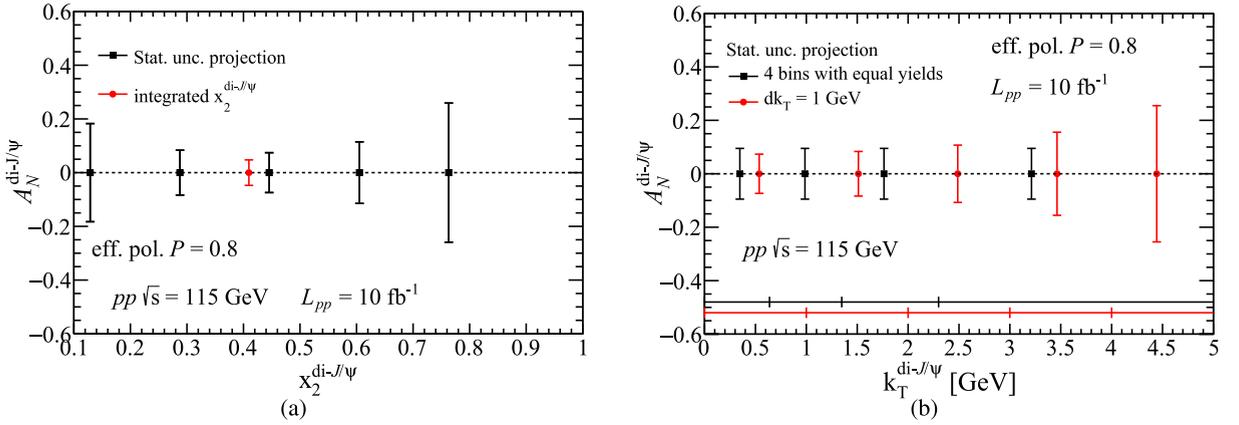 0.6
0.4
0.2
0
−0.2
−0.4
−0.6
A_N^{di-J/ψ}
Stat. unc. projection
integrated x_2^{di-J/ψ}
eff. pol. P = 0.8
pp √s = 115 GeV L_{pp} = 10 fb^{-1}
0.1 0.2 0.3 0.4 0.5 0.6 0.7 0.8 0.9 1
x_2^{di-J/ψ}
(a)
0.6
0.4
0.2
0
−0.2
−0.4
−0.6
A_N^{di-J/ψ}
Stat. unc. projection
4 bins with equal yields
dk_T = 1 GeV
eff. pol. P = 0.8
L_{pp} = 10 fb^{-1}
pp √s = 115 GeV
0 0.5 1 1.5 2 2.5 3 3.5 4 4.5 5
k_T^{di-J/ψ} [GeV]
(b)